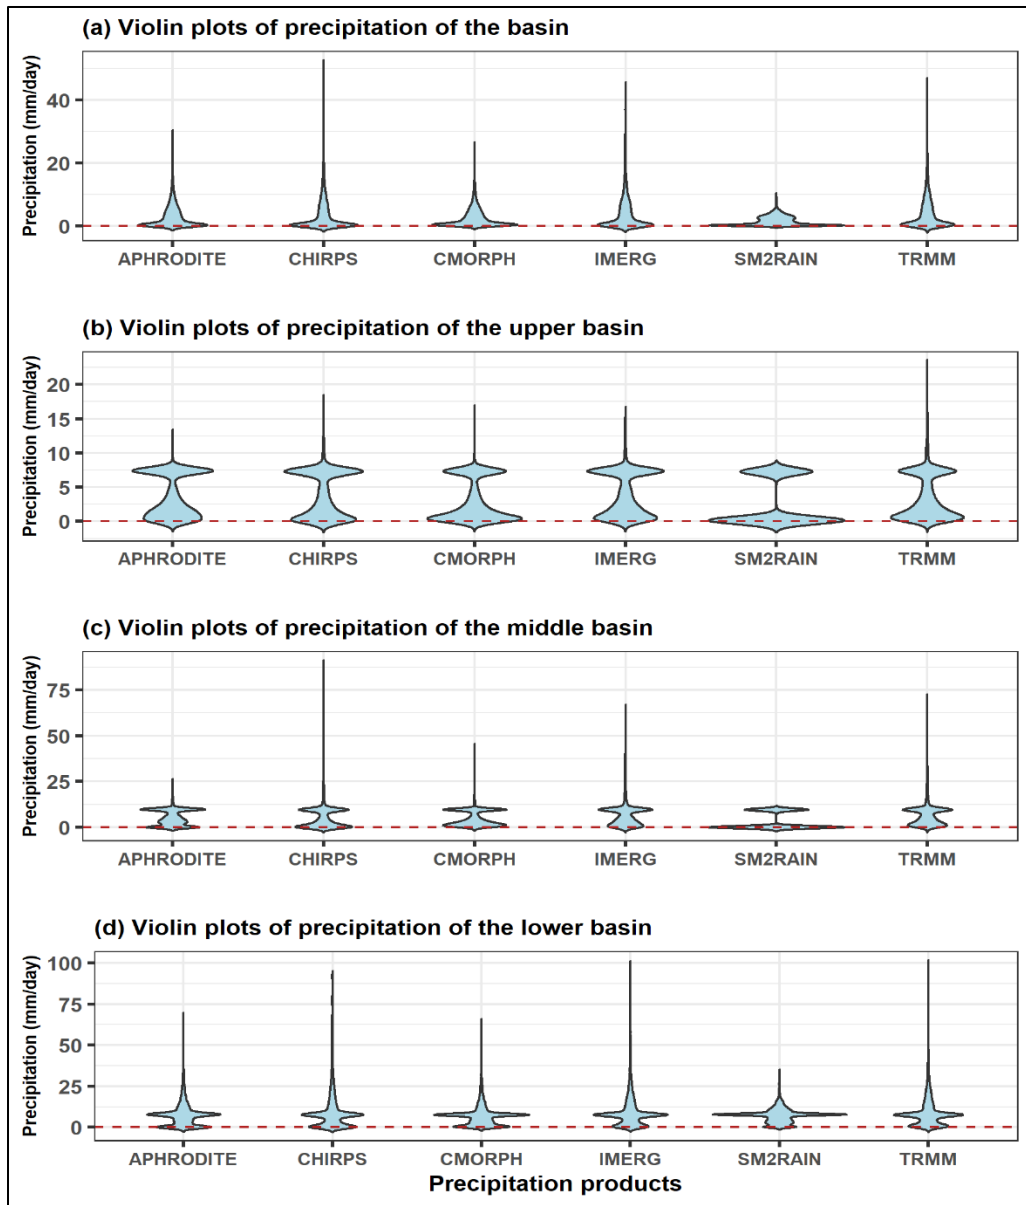 (a) Violin plots of precipitation of the basin
Precipitation (mm/day)
40
20
0
APHRODITE CHIRPS CMORPH IMERG SM2RAIN TRMM
(b) Violin plots of precipitation of the upper basin
Precipitation (mm/day)
20
15
10
5
0
APHRODITE CHIRPS CMORPH IMERG SM2RAIN TRMM
(c) Violin plots of precipitation of the middle basin
Precipitation (mm/day)
75
50
25
0
APHRODITE CHIRPS CMORPH IMERG SM2RAIN TRMM
(d) Violin plots of precipitation of the lower basin
Precipitation (mm/day)
100
75
50
25
0
APHRODITE CHIRPS CMORPH IMERG SM2RAIN TRMM
Precipitation products